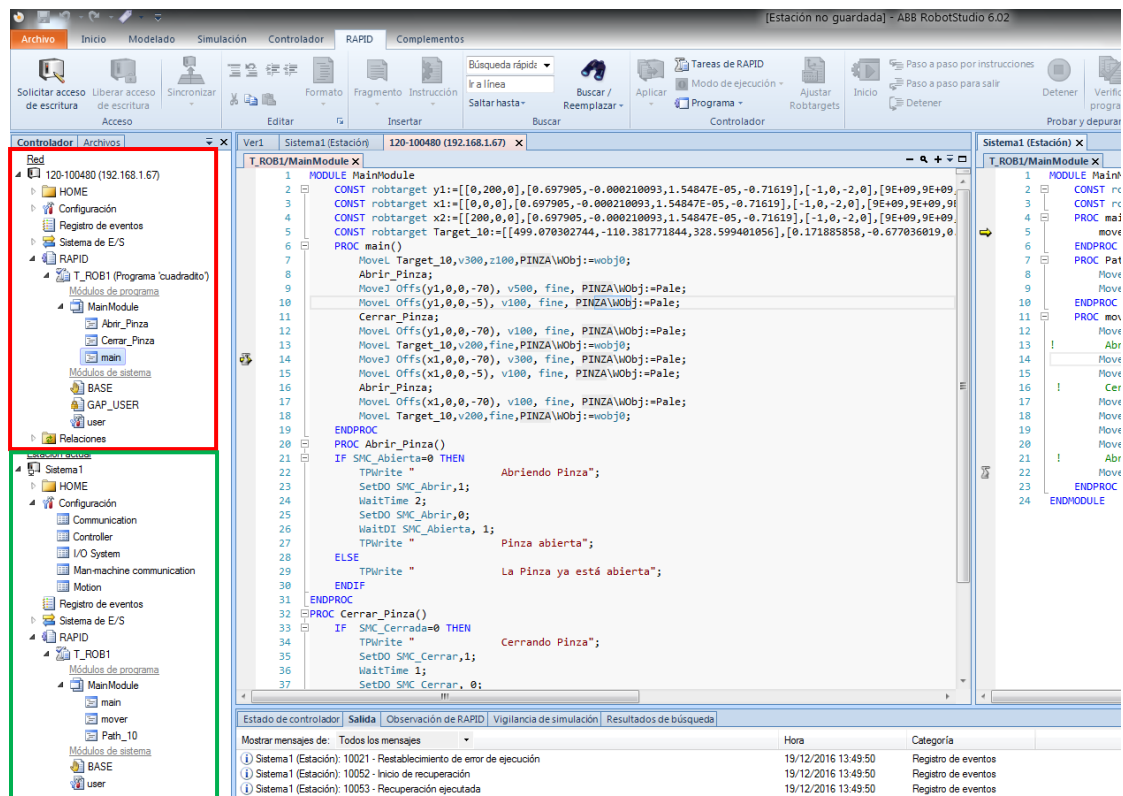 [Estación no guardada] - ABB RobotStudio 6.02
Archivo Inicio Modelado Simulación Controlador RAPID Complementos
Solicitar acceso de escritura
Liberar acceso de escritura
Sincronizar
Acceso
Formato
Editar
Fragmento Instrucción
Insertar
Búsqueda rápida
Ir a línea
Saltar hasta
Buscar / Reemplazar
Buscar
Aplicar
Tareas de RAPID
Modo de ejecución
Programa
Ajustar Robtargets
Controlador
Inicio
Paso a paso por instrucciones
Paso a paso para salir
Detener
Detener
Probar y depurar
Controlador Archivos
Red
120-100480 (192.168.1.67)
HOME
Configuración
Registro de eventos
Sistema de E/S
RAPID
T_ROB1 (Programa 'cuadradito')
Módulos de programa
MainModule
Abrir_Pinza
Cerrar_Pinza
main
Módulos de sistema
BASE
GAP_USER
user
Relaciones
Estación actual
Sistema1
HOME
Configuración
Communication
Controller
I/O System
Man-machine communication
Motion
Registro de eventos
Sistema de E/S
RAPID
T_ROB1
Módulos de programa
MainModule
main
mover
Path_10
Módulos de sistema
BASE
user
Ver1 Sistema1 (Estación) 120-100480 (192.168.1.67)
T_ROB1/MainModule
1 MODULE MainModule
2 CONST robtarget y1:=[[0,200,0],[0.697905,-0.000210093,1.54847E-05,-0.71619],[-1,0,-2,0],[9E+09,9E+09,
3 CONST robtarget x1:=[[0,0,0],[0.697905,-0.000210093,1.54847E-05,-0.71619],[-1,0,-2,0],[9E+09,9E+09,9E
4 CONST robtarget x2:=[[200,0,0],[0.697905,-0.000210093,1.54847E-05,-0.71619],[-1,0,-2,0],[9E+09,9E+09,
5 CONST robtarget Target_10:=[[499.070302744,-110.381771844,328.599401056],[0.171885858,-0.677036019,0.
6 PROC main()
7 MoveL Target_10,v300,z100,PINZA\WObj:=wobj0;
8 Abrir_Pinza;
9 MoveJ Offs(y1,0,0,-70), v500, fine, PINZA\WObj:=Pale;
10 MoveL Offs(y1,0,0,-5), v100, fine, PINZA\WObj:=Pale;
11 Cerrar_Pinza;
12 MoveL Offs(y1,0,0,-70), v100, fine, PINZA\WObj:=Pale;
13 MoveL Target_10,v200,fine,PINZA\WObj:=wobj0;
14 MoveJ Offs(x1,0,0,-70), v300, fine, PINZA\WObj:=Pale;
15 MoveL Offs(x1,0,0,-5), v100, fine, PINZA\WObj:=Pale;
16 Abrir_Pinza;
17 MoveL Offs(x1,0,0,-70), v100, fine, PINZA\WObj:=Pale;
18 MoveL Target_10,v200,fine,PINZA\WObj:=wobj0;
19 ENDPROC
20 PROC Abrir_Pinza()
21 IF SMC_Abierta=0 THEN
22 TPWrite " Abriendo Pinza";
23 SetDO SMC_Abrir,1;
24 WaitTime 2;
25 SetDO SMC_Abrir,0;
26 WaitDI SMC_Abierta, 1;
27 TPWrite " Pinza abierta";
28 ELSE
29 TPWrite " La Pinza ya está abierta";
30 ENDIF
31 ENDPROC
32 PROC Cerrar_Pinza()
33 IF SMC_Cerrada=0 THEN
34 TPWrite " Cerrando Pinza";
35 SetDO SMC_Cerrar,1;
36 WaitTime 1;
37 SetDO SMC_Cerrar, 0;
Sistema1 (Estación)
T_ROB1/MainModule
1 MODULE MainM
2 CONST ro
3 CONST ro
4 PROC mai
5 move
6 ENDPROC
7 PROC Pat
8 Move
9 Move
10 ENDPROC
11 PROC mov
12 Move
13 ! Abr
14 Move
15 Move
16 ! Cer
17 Move
18 Move
19 Move
20 Move
21 ! Abr
22 Move
23 ENDPROC
24 ENDMODULE
Estado de controlador Salida Observación de RAPID Vigilancia de simulación Resultados de búsqueda
Mostrar mensajes de: Todos los mensajes Hora Categoría
Sistema1 (Estación): 10021 - Restablecimiento de error de ejecución 19/12/2016 13:49:50 Registro de eventos
Sistema1 (Estación): 10052 - Inicio de recuperación 19/12/2016 13:49:50 Registro de eventos
Sistema1 (Estación): 10053 - Recuperación ejecutada 19/12/2016 13:49:50 Registro de eventos